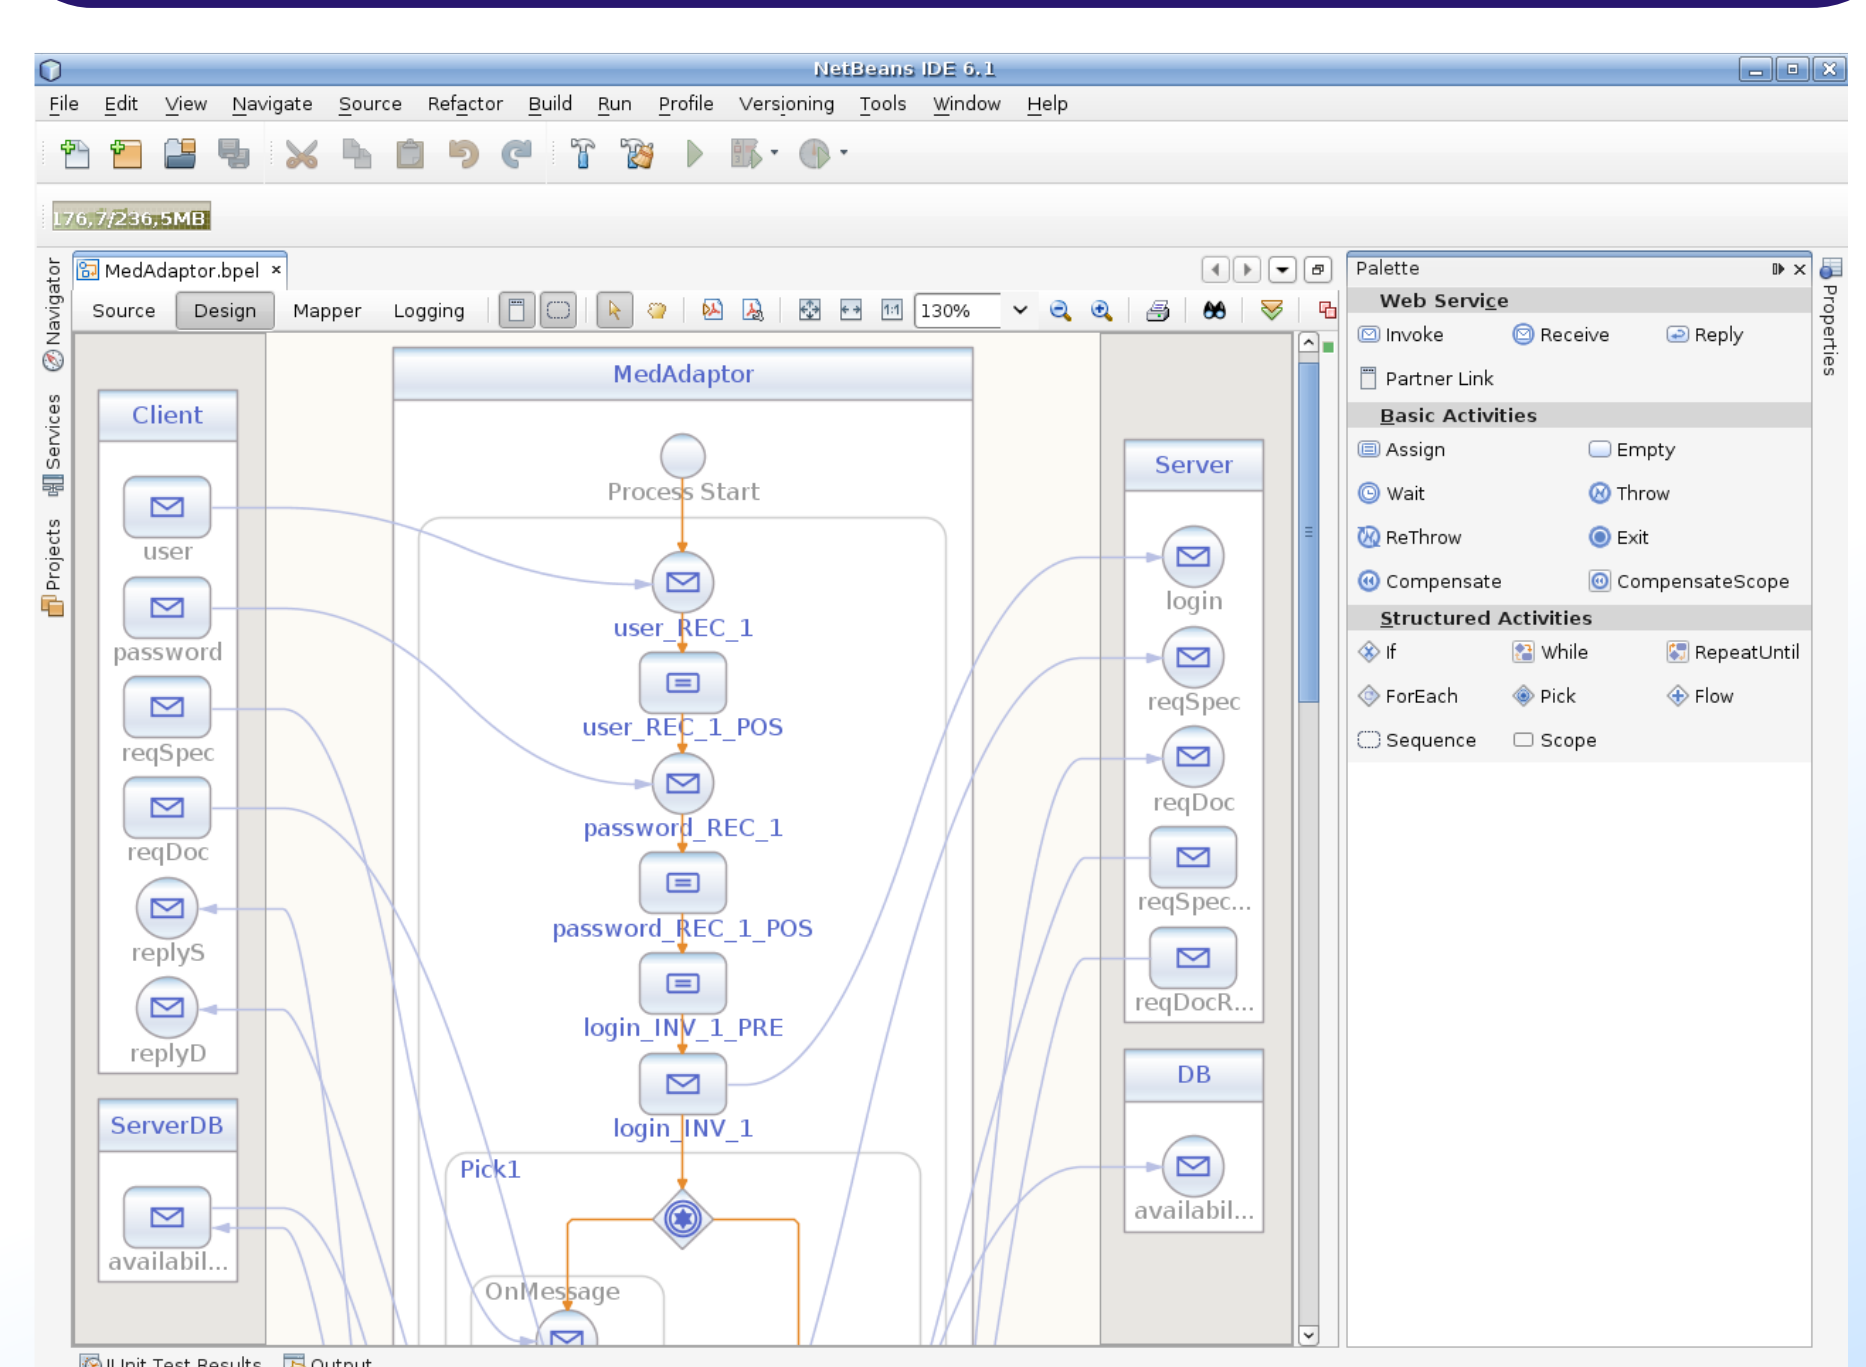 NetBeans IDE 6.1
File Edit View Navigate Source Refactor Build Run Profile Versioning Tools Window Help
176,7/236,5MB
Navigator
Services
Projects
MedAdaptor.bpel
Source Design Mapper Logging 130%
Client
user
password
reqSpec
reqDoc
replyS
replyD
ServerDB
availabil...
MedAdaptor
Process Start
user_REC_1
user_REC_1_POS
password_REC_1
password_REC_1_POS
login_INV_1_PRE
login_INV_1
Pick1
OnMessage
Server
login
reqSpec
reqDoc
reqSpec...
reqDocR...
DB
availabil...
Palette
Web Service
Invoke Receive Reply
Partner Link
Basic Activities
Assign Empty
Wait Throw
ReThrow Exit
Compensate CompensateScope
Structured Activities
If While RepeatUntil
ForEach Pick Flow
Sequence Scope
Properties
JUnit Test Results Output